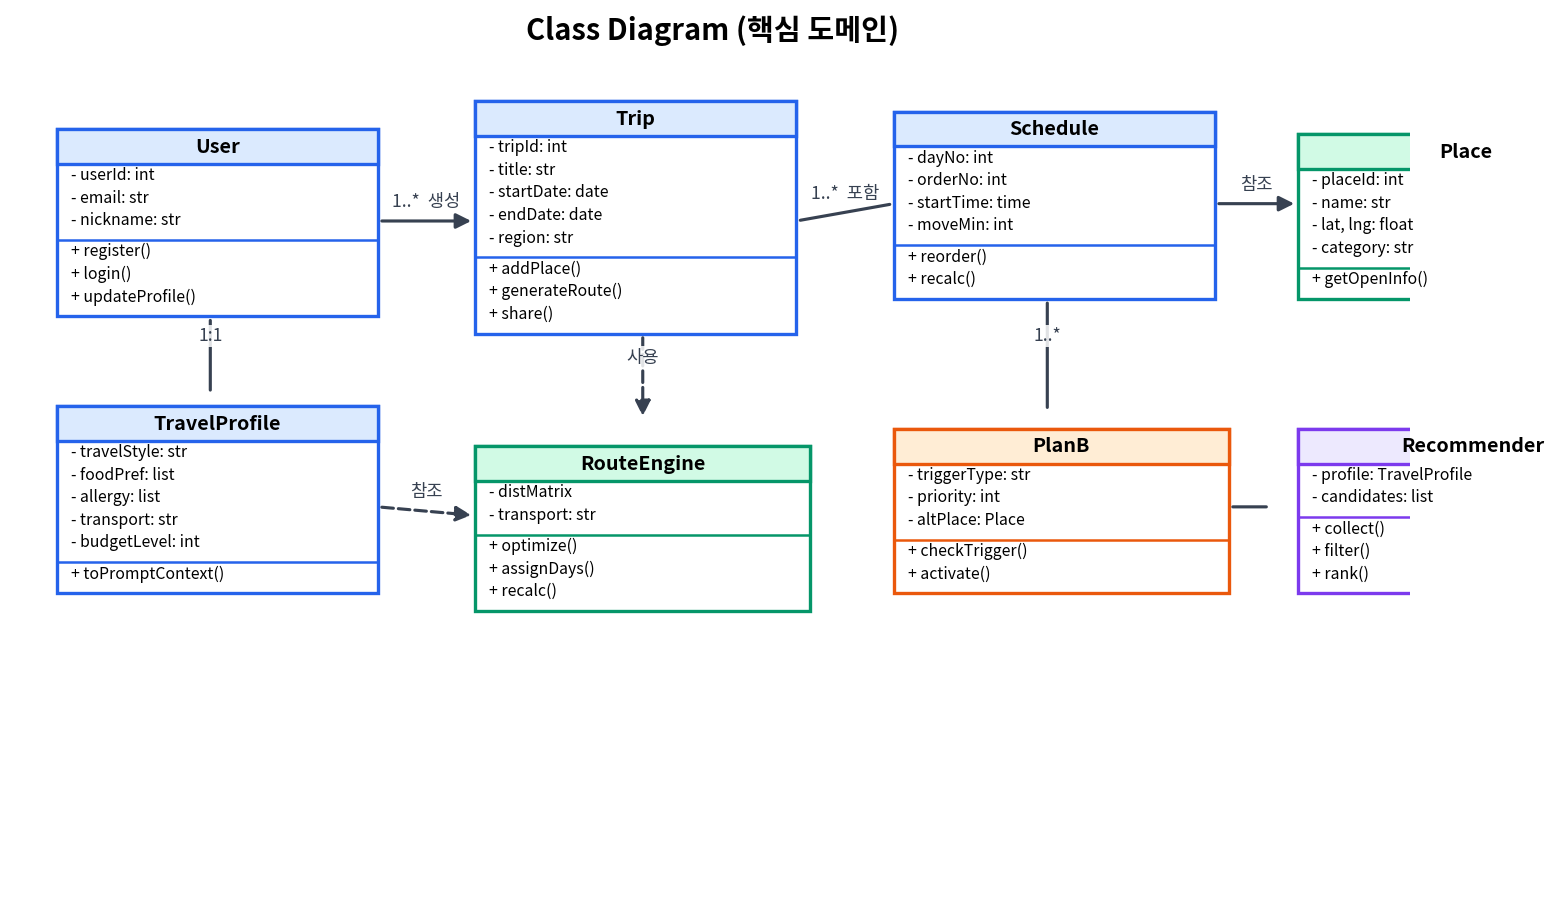 Class Diagram (핵심 도메인)
User
- userId: int
- email: str
- nickname: str
+ register()
+ login()
+ updateProfile()
1..* 생성
Trip
- tripId: int
- title: str
- startDate: date
- endDate: date
- region: str
+ addPlace()
+ generateRoute()
+ share()
1..* 포함
Schedule
- dayNo: int
- orderNo: int
- startTime: time
- moveMin: int
+ reorder()
+ recalc()
참조
Place
- placeId: int
- name: str
- lat, lng: float
- category: str
+ getOpenInfo()
1:1
사용
1..*
TravelProfile
- travelStyle: str
- foodPref: list
- allergy: list
- transport: str
- budgetLevel: int
+ toPromptContext()
참조
RouteEngine
- distMatrix
- transport: str
+ optimize()
+ assignDays()
+ recalc()
PlanB
- triggerType: str
- priority: int
- altPlace: Place
+ checkTrigger()
+ activate()
Recommender
- profile: TravelProfile
- candidates: list
+ collect()
+ filter()
+ rank()